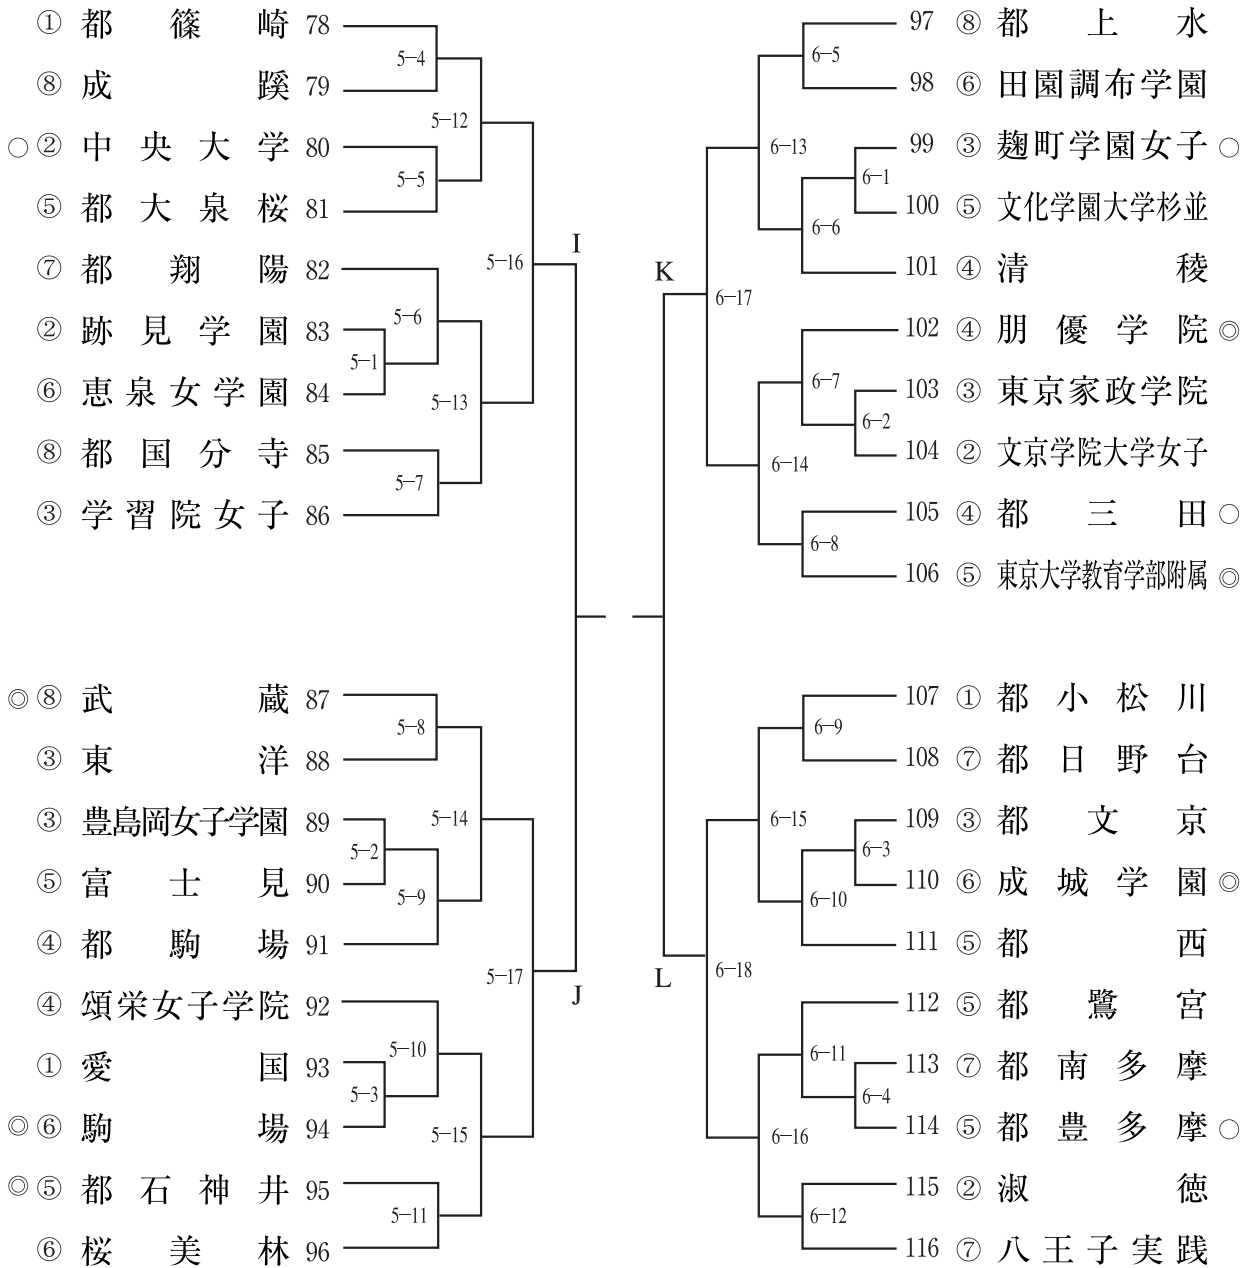 ① 都篠崎 78
5-4
⑧ 成蹊 79
5-12
○ ② 中央大学 80
5-5
⑤ 都大泉桜 81
I
5-16
⑦ 都翔陽 82
5-6
② 跡見学園 83
5-1
⑥ 恵泉女学園 84
5-13
⑧ 都国分寺 85
5-7
③ 学習院女子 86
◎ ⑧ 武蔵 87
5-8
③ 東洋 88
5-14
③ 豊島岡女子学園 89
5-2
⑤ 富士見 90
5-9
④ 都駒場 91
5-17
J
④ 頌栄女子学院 92
5-10
① 愛国 93
5-3
◎ ⑥ 駒場 94
5-15
◎ ⑤ 都石神井 95
5-11
⑥ 桜美林 96
97 ⑧ 都上水
6-5
98 ⑥ 田園調布学園
6-13
99 ③ 麹町学園女子 ○
6-1
100 ⑤ 文化学園大学杉並
6-6
101 ④ 清稜
K
6-17
102 ④ 朋優学院 ◎
6-7
103 ③ 東京家政学院
6-2
104 ② 文京学院大学女子
6-14
105 ④ 都三田 ○
6-8
106 ⑤ 東京大学教育学部附属 ◎
107 ① 都小松川
6-9
108 ⑦ 都日野台
6-15
109 ③ 都文京
6-3
110 ⑥ 成城学園 ◎
6-10
111 ⑤ 都西
L
6-18
112 ⑤ 都鷺宮
6-11
113 ⑦ 都南多摩
6-4
114 ⑤ 都豊多摩 ○
6-16
115 ② 淑徳
6-12
116 ⑦ 八王子実践